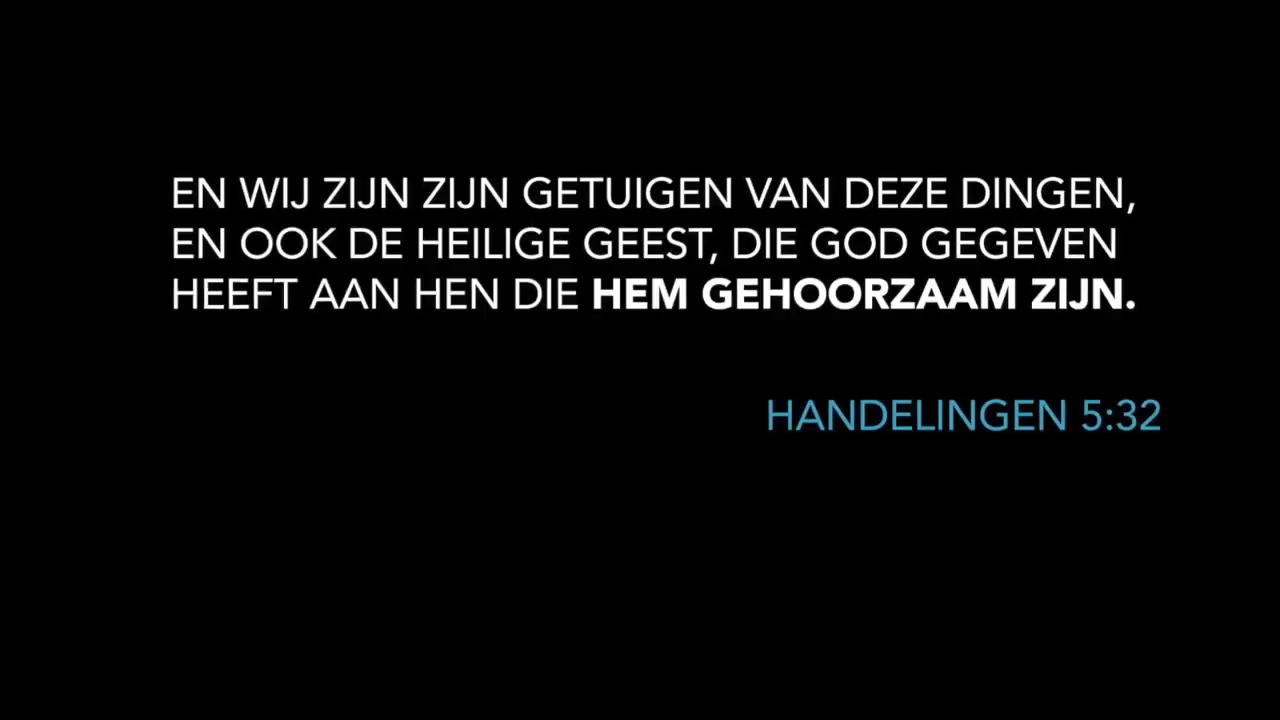 EN WIJ ZIJN ZIJN GETUIGEN VAN DEZE DINGEN,
EN OOK DE HEILIGE GEEST, DIE GOD GEGEVEN
HEEFT AAN HEN DIE HEM GEHOORZAAM ZIJN.
HANDELINGEN 5:32